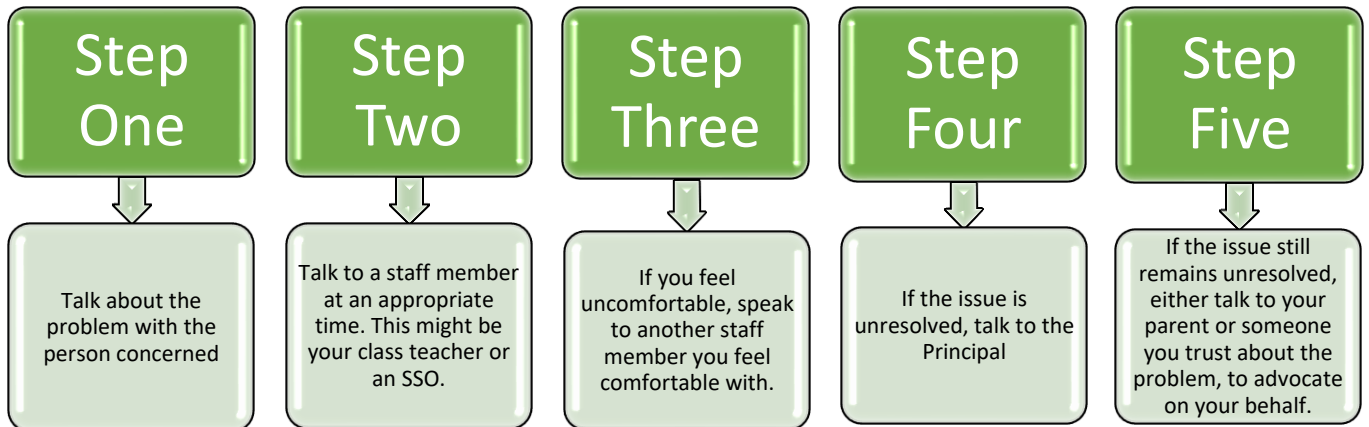 Step
One
Step
Two
Step
Three
Step
Four
Step
Five
Talk about the
problem with the
person concerned
Talk to a staff member
at an appropriate
time. This might be
your class teacher or
an SSO.
If you feel
uncomfortable, speak
to another staff
member you feel
comfortable with.
If the issue is
unresolved, talk to the
Principal
If the issue still
remains unresolved,
either talk to your
parent or someone
you trust about the
problem, to advocate
on your behalf.